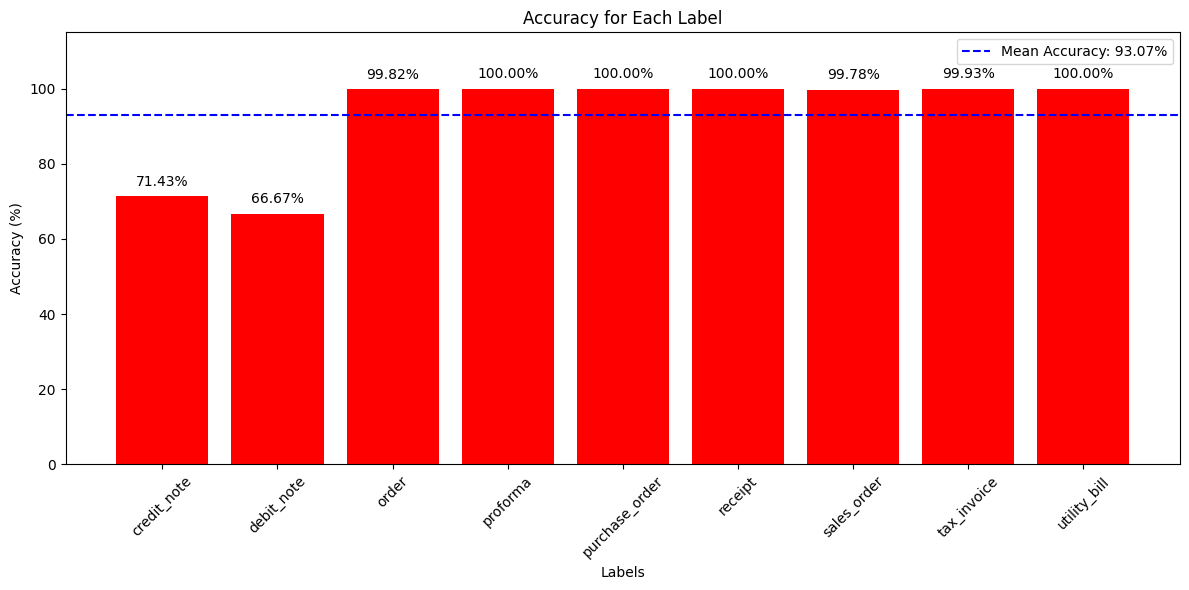 Accuracy for Each Label
Mean Accuracy: 93.07%
99.82%
100.00%
100.00%
100.00%
99.78%
99.93%
100.00%
71.43%
66.67%
Accuracy (%)
100
80
60
40
20
0
credit_note
debit_note
order
proforma
purchase_order
receipt
sales_order
tax_invoice
utility_bill
Labels